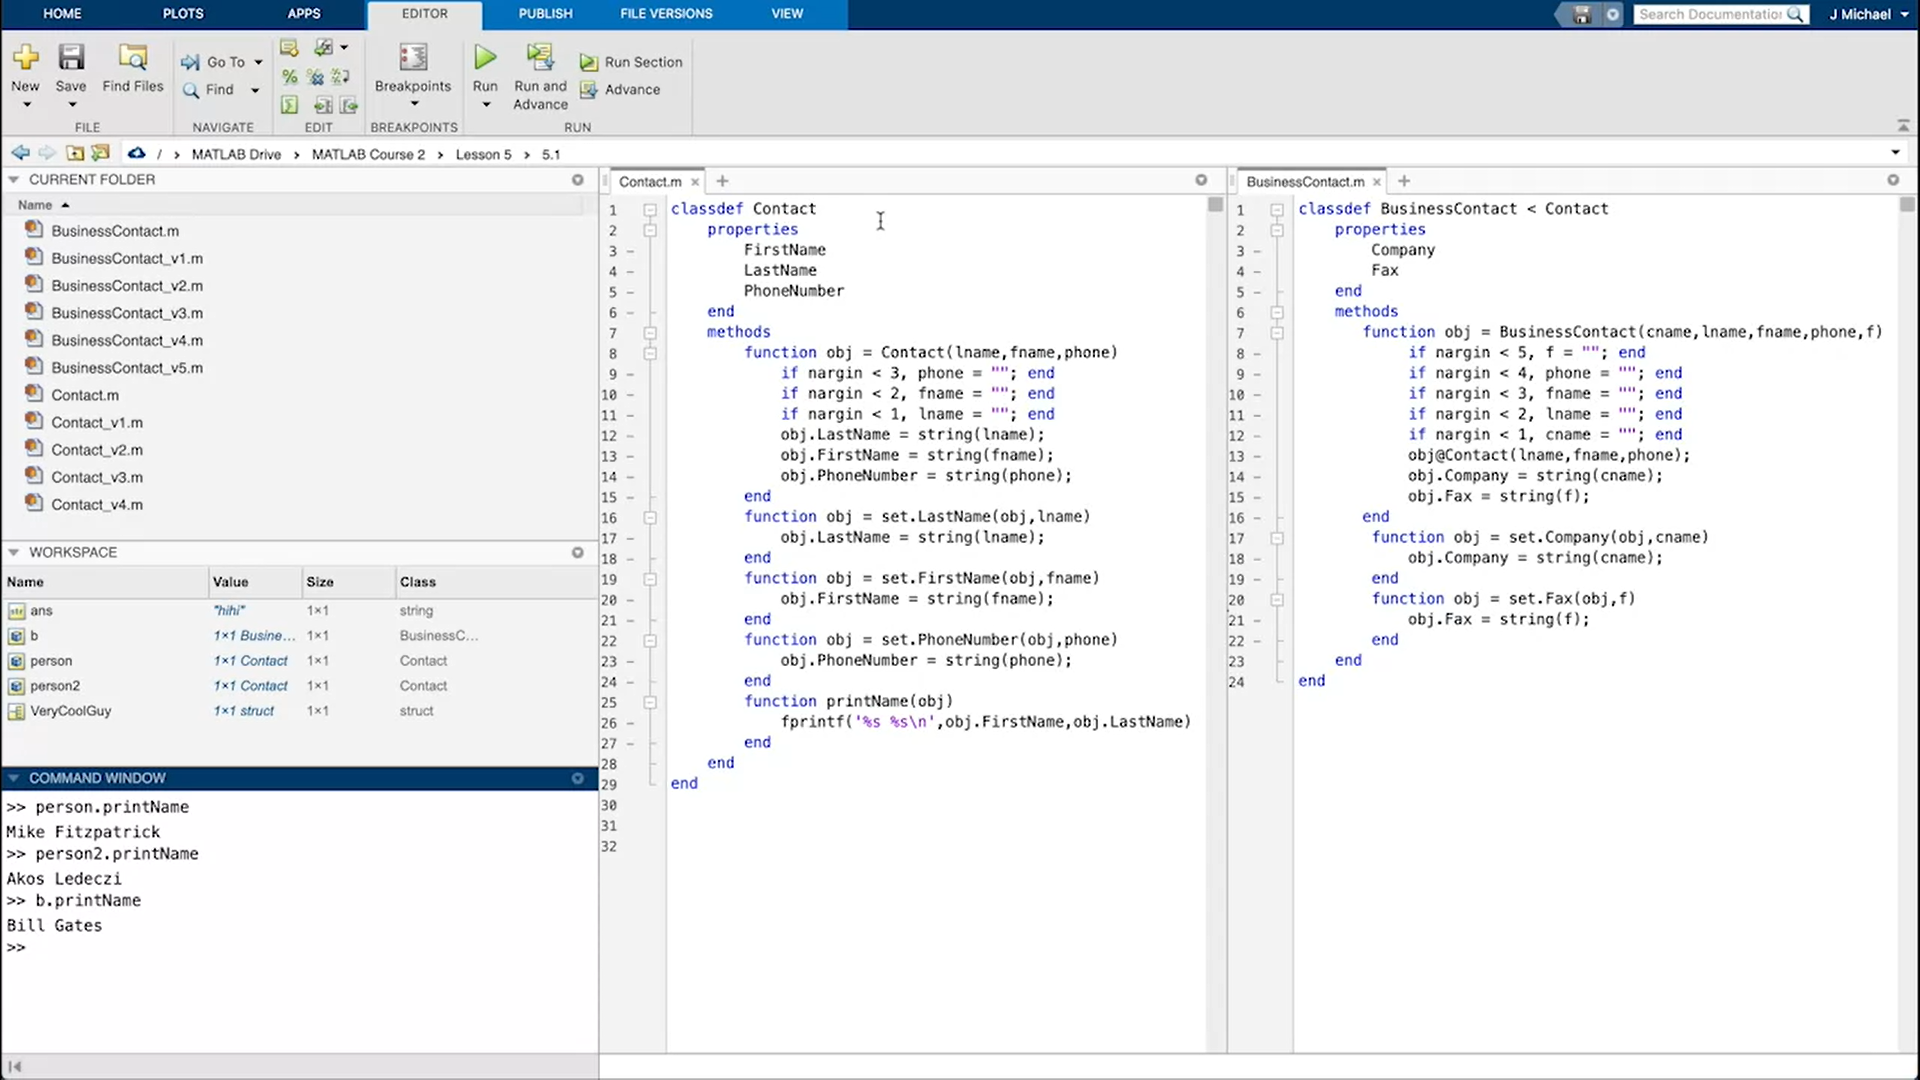 HOME PLOTS APPS EDITOR PUBLISH FILE VERSIONS VIEW Search Documentation J Michael
New Save Find Files Go To Find Breakpoints Run Run and Advance Run Section Advance
FILE NAVIGATE EDIT BREAKPOINTS RUN
/ › MATLAB Drive › MATLAB Course 2 › Lesson 5 › 5.1
CURRENT FOLDER
Name
BusinessContact.m
BusinessContact_v1.m
BusinessContact_v2.m
BusinessContact_v3.m
BusinessContact_v4.m
BusinessContact_v5.m
Contact.m
Contact_v1.m
Contact_v2.m
Contact_v3.m
Contact_v4.m
WORKSPACE
Name Value Size Class
ans "hihi" 1×1 string
b 1×1 Busine... 1×1 BusinessC...
person 1×1 Contact 1×1 Contact
person2 1×1 Contact 1×1 Contact
VeryCoolGuy 1×1 struct 1×1 struct
COMMAND WINDOW
>> person.printName
Mike Fitzpatrick
>> person2.printName
Akos Ledeczi
>> b.printName
Bill Gates
>>
Contact.m
1 classdef Contact
2 properties
3 FirstName
4 LastName
5 PhoneNumber
6 end
7 methods
8 function obj = Contact(lname,fname,phone)
9 if nargin < 3, phone = ""; end
10 if nargin < 2, fname = ""; end
11 if nargin < 1, lname = ""; end
12 obj.LastName = string(lname);
13 obj.FirstName = string(fname);
14 obj.PhoneNumber = string(phone);
15 end
16 function obj = set.LastName(obj,lname)
17 obj.LastName = string(lname);
18 end
19 function obj = set.FirstName(obj,fname)
20 obj.FirstName = string(fname);
21 end
22 function obj = set.PhoneNumber(obj,phone)
23 obj.PhoneNumber = string(phone);
24 end
25 function printName(obj)
26 fprintf('%s %s\n',obj.FirstName,obj.LastName)
27 end
28 end
29 end
30
31
32
BusinessContact.m
1 classdef BusinessContact < Contact
2 properties
3 Company
4 Fax
5 end
6 methods
7 function obj = BusinessContact(cname,lname,fname,phone,f)
8 if nargin < 5, f = ""; end
9 if nargin < 4, phone = ""; end
10 if nargin < 3, fname = ""; end
11 if nargin < 2, lname = ""; end
12 if nargin < 1, cname = ""; end
13 obj@Contact(lname,fname,phone);
14 obj.Company = string(cname);
15 obj.Fax = string(f);
16 end
17 function obj = set.Company(obj,cname)
18 obj.Company = string(cname);
19 end
20 function obj = set.Fax(obj,f)
21 obj.Fax = string(f);
22 end
23 end
24 end